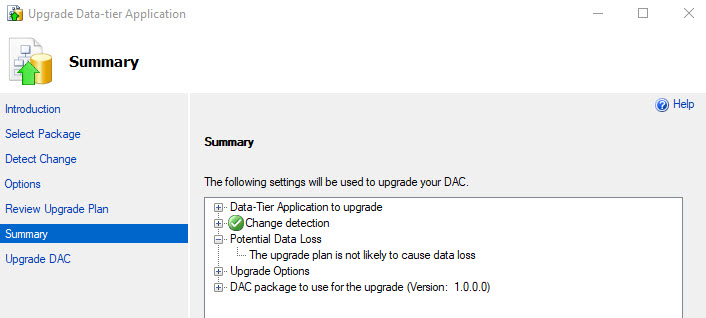 Upgrade Data-tier Application
Summary
Introduction
Select Package
Detect Change
Options
Review Upgrade Plan
Summary
Upgrade DAC
Help
Summary
The following settings will be used to upgrade your DAC.
Data-Tier Application to upgrade
Change detection
Potential Data Loss
The upgrade plan is not likely to cause data loss
Upgrade Options
DAC package to use for the upgrade (Version: 1.0.0.0)